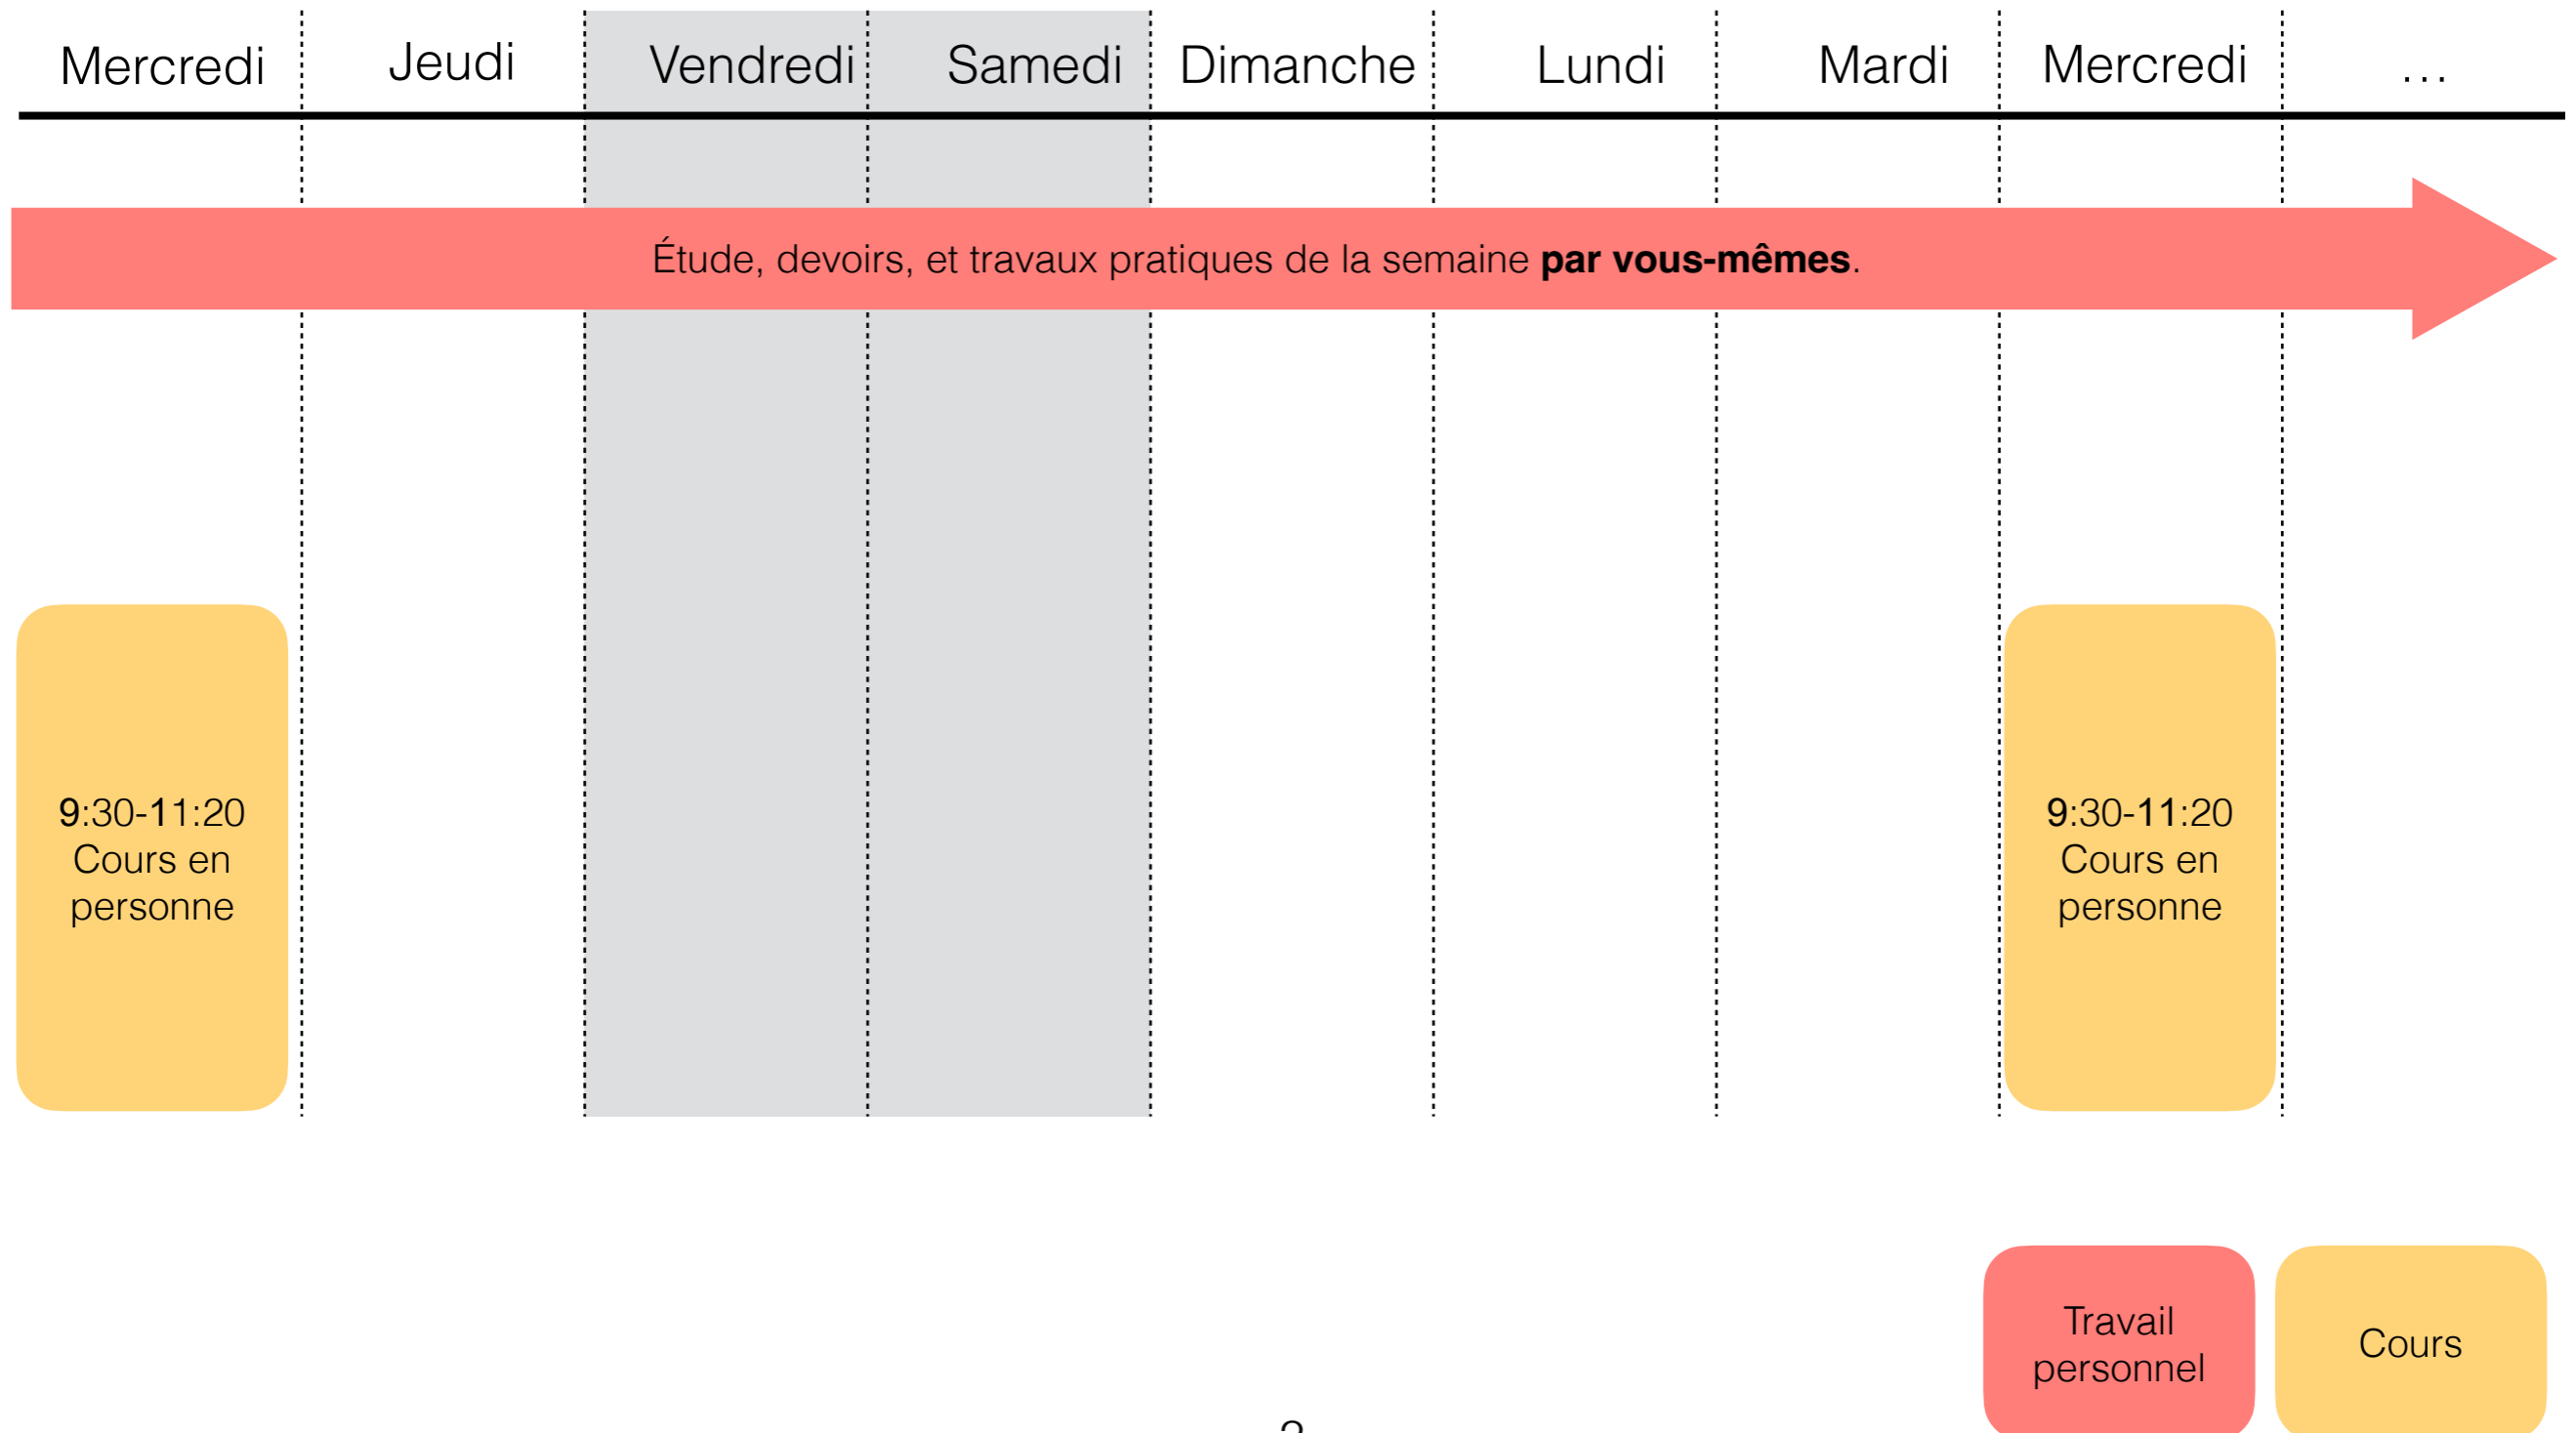 Mercredi Jeudi Vendredi Samedi Dimanche Lundi Mardi Mercredi ...
Étude, devoirs, et travaux pratiques de la semaine par vous-mêmes.
9:30-11:20
Cours en
personne
9:30-11:20
Cours en
personne
Travail
personnel
Cours